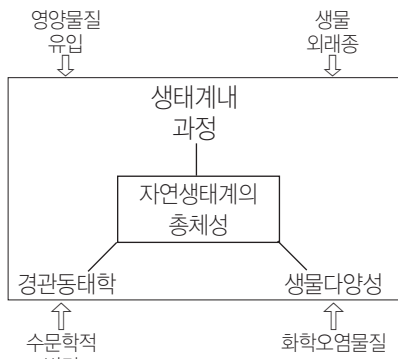 영양물질
유입
생물
외래종
생태계내
과정
자연생태계의
총체성
경관동태학
생물다양성
수문학적
화학오염물질